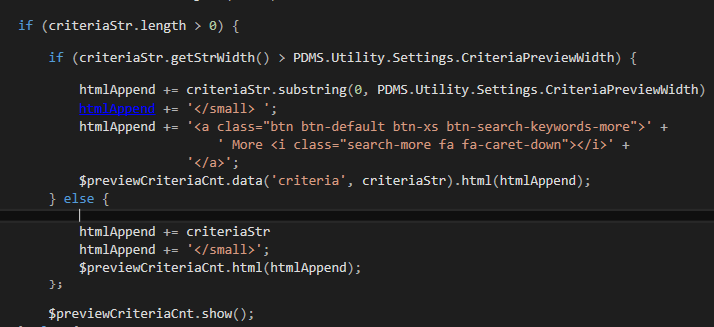 if (criteriaStr.length > 0) {
if (criteriaStr.getStrWidth() > PDMS.Utility.Settings.CriteriaPreviewWidth) {
htmlAppend += criteriaStr.substring(0, PDMS.Utility.Settings.CriteriaPreviewWidth)
htmlAppend += '</small> ';
htmlAppend += '<a class="btn btn-default btn-xs btn-search-keywords-more">' +
' More <i class="search-more fa fa-caret-down"></i>' +
'</a>';
$previewCriteriaCnt.data('criteria', criteriaStr).html(htmlAppend);
} else {
htmlAppend += criteriaStr
htmlAppend += '</small>';
$previewCriteriaCnt.html(htmlAppend);
};
$previewCriteriaCnt.show();